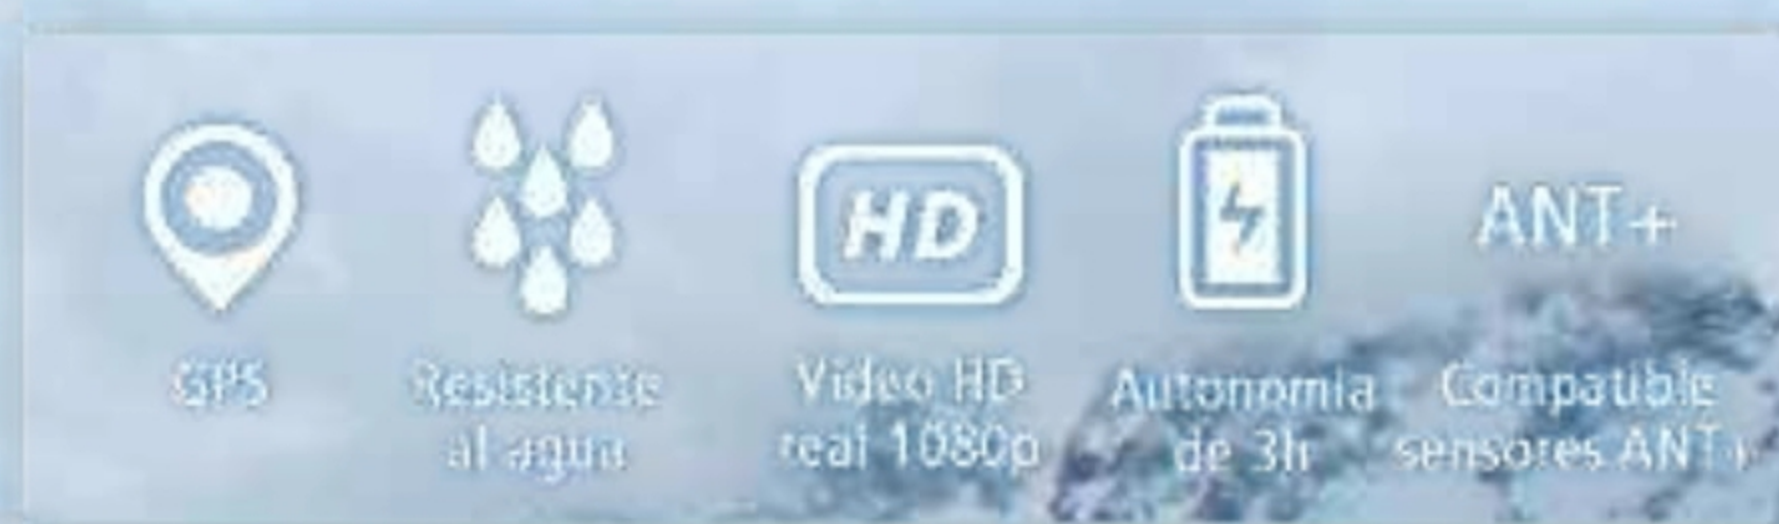 HD
ANT+
GPS
Resistente
al agua
Video HD
real 1080p
Autonomia
de 3h
Compatible
sensores ANT+